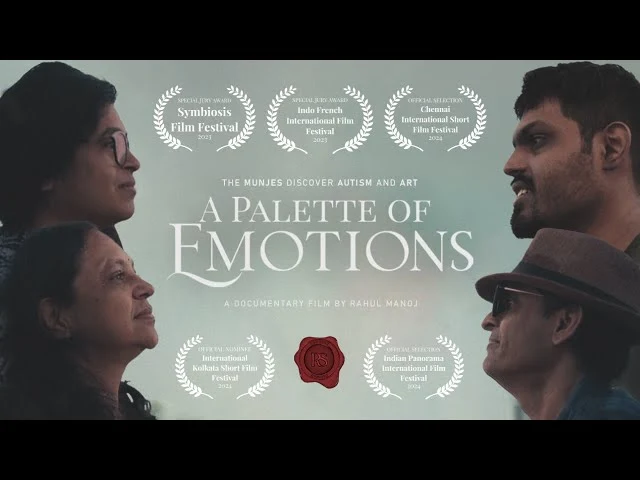 SPECIAL JURY AWARD
Symbiosis
Film Festival
2023
SPECIAL JURY AWARD
Indo French
International Film
Festival
2023
OFFICIAL SELECTION
Chennai
International Short
Film Festival
2024
THE MUNJES DISCOVER AUTISM AND ART
A PALETTE OF
EMOTIONS
A DOCUMENTARY FILM BY RAHUL MANOJ
OFFICIAL NOMINEE
International
Kolkata Short Film
Festival
2024
OFFICIAL SELECTION
Indian Panorama
International Film
Festival
2024